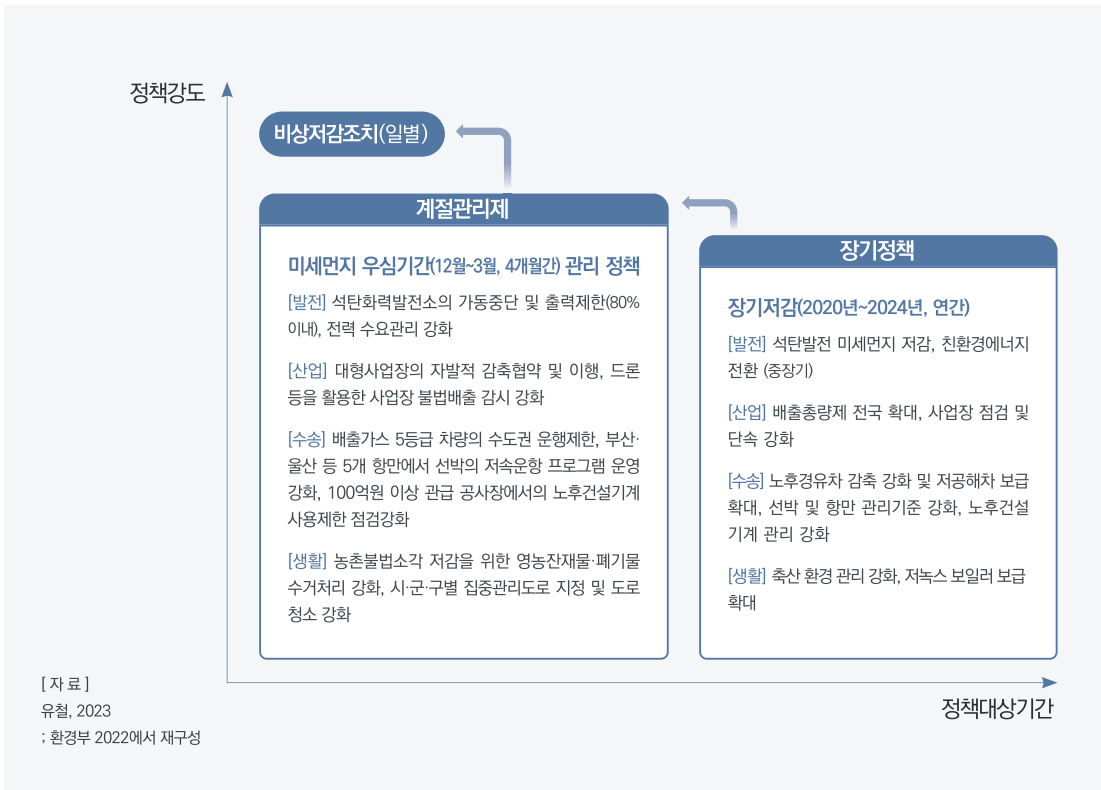 정책강도
비상저감조치(일별)
계절관리제
미세먼지 우심기간(12월~3월, 4개월간) 관리 정책
[발전] 석탄화력발전소의 가동중단 및 출력제한(80%
이내), 전력 수요관리 강화
[산업] 대형사업장의 자발적 감축협약 및 이행, 드론
등을 활용한 사업장 불법배출 감시 강화
[수송] 배출가스 5등급 차량의 수도권 운행제한, 부산·
울산 등 5개 항만에서 선박의 저속운항 프로그램 운영
강화, 100억원 이상 관급 공사장에서의 노후건설기계
사용제한 점검강화
[생활] 농촌불법소각 저감을 위한 영농잔재물·폐기물
수거처리 강화, 시·군·구별 집중관리도로 지정 및 도로
청소 강화
장기정책
장기저감(2020년~2024년, 연간)
[발전] 석탄발전 미세먼지 저감, 친환경에너지
전환 (중장기)
[산업] 배출총량제 전국 확대, 사업장 점검 및
단속 강화
[수송] 노후경유차 감축 강화 및 저공해차 보급
확대, 선박 및 항만 관리기준 강화, 노후건설
기계 관리 강화
[생활] 축산 환경 관리 강화, 저녹스 보일러 보급
확대
정책대상기간
[ 자 료 ]
유철, 2023
; 환경부 2022에서 재구성